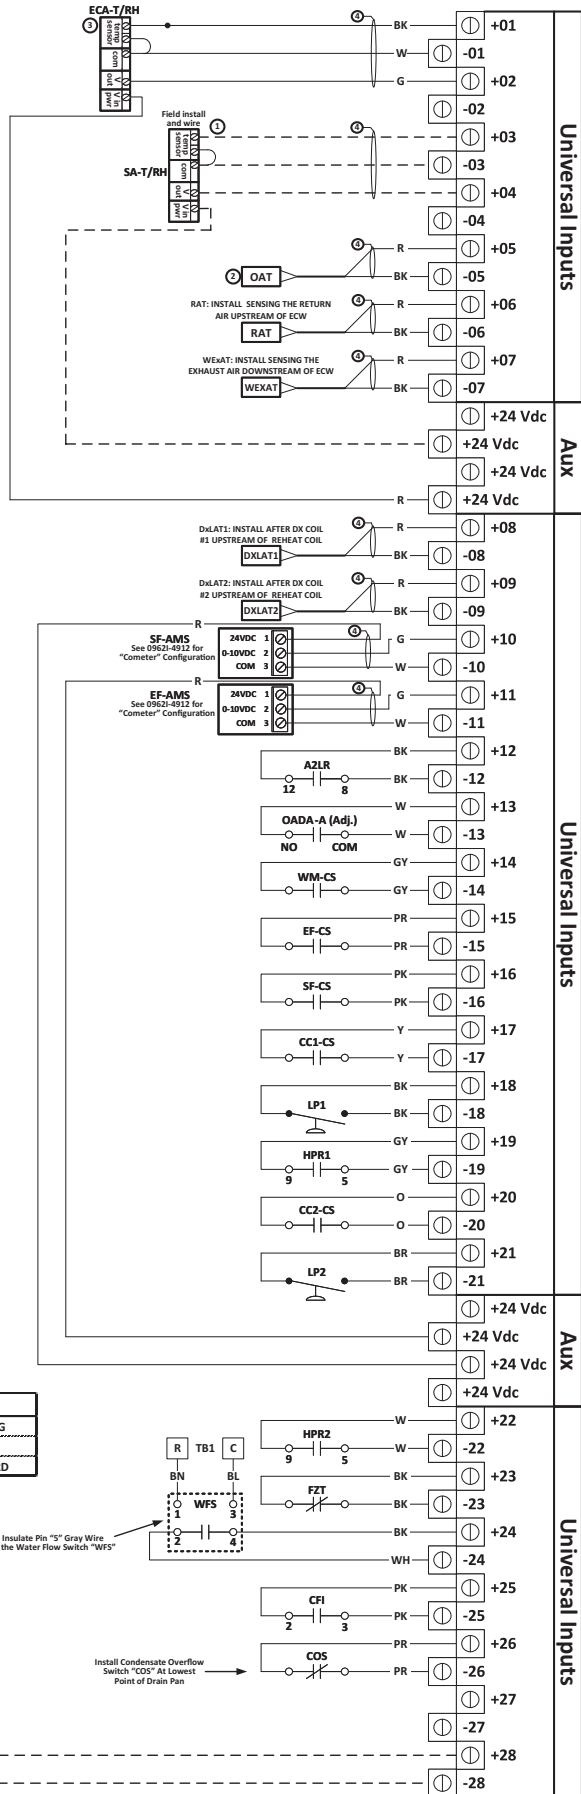 ECA-T/RH
3
temp
sensor
com
V
out
V in
pwr
4
BK
+01
W
-01
G
+02
-02
Field install
and wire
1
temp
sensor
com
V
out
V in
pwr
SA-T/RH
4
+03
-03
+04
-04
Universal Inputs
4
R
+05
2
OAT
BK
-05
RAT: INSTALL SENSING THE RETURN
AIR UPSTREAM OF ECW
4
R
+06
RAT
BK
-06
WExAT: INSTALL SENSING THE
EXHAUST AIR DOWNSTREAM OF ECW
4
R
+07
WEXAT
BK
-07
+24 Vdc
+24 Vdc
+24 Vdc
R
+24 Vdc
Aux
DxLAT1: INSTALL AFTER DX COIL
#1 UPSTREAM OF REHEAT COIL
4
R
+08
DXLAT1
BK
-08
DxLAT2: INSTALL AFTER DX COIL
#2 UPSTREAM OF REHEAT COIL
4
R
+09
DXLAT2
BK
-09
R
SF-AMS
See 0962I-4912 for
"Cometer" Configuration
24VDC 1
0-10VDC 2
COM 3
4
G
+10
W
-10
R
EF-AMS
See 0962I-4912 for
"Cometer" Configuration
24VDC 1
0-10VDC 2
COM 3
4
G
+11
W
-11
BK
+12
A2LR
12
8
BK
-12
W
+13
OADA-A (Adj.)
NO
COM
W
-13
GY
+14
WM-CS
GY
-14
PR
+15
EF-CS
PR
-15
PK
+16
SF-CS
PK
-16
Y
+17
CC1-CS
Y
-17
BK
+18
LP1
BK
-18
GY
+19
HPR1
9
5
GY
-19
O
+20
CC2-CS
O
-20
BR
+21
LP2
BR
-21
Universal Inputs
+24 Vdc
+24 Vdc
+24 Vdc
+24 Vdc
Aux
G
D
W
+22
HPR2
9
5
W
-22
R
TB1
C
BN
BL
BK
+23
FZT
BK
-23
WFS
1
3
2
4
BK
+24
WH
-24
Insulate Pin "5" Gray Wire
the Water Flow Switch "WFS"
PK
+25
CFI
2
3
PK
-25
PR
+26
COS
PR
-26
Install Condensate Overflow
Switch "COS" At Lowest
Point of Drain Pan
+27
-27
+28
-28
Universal Inputs